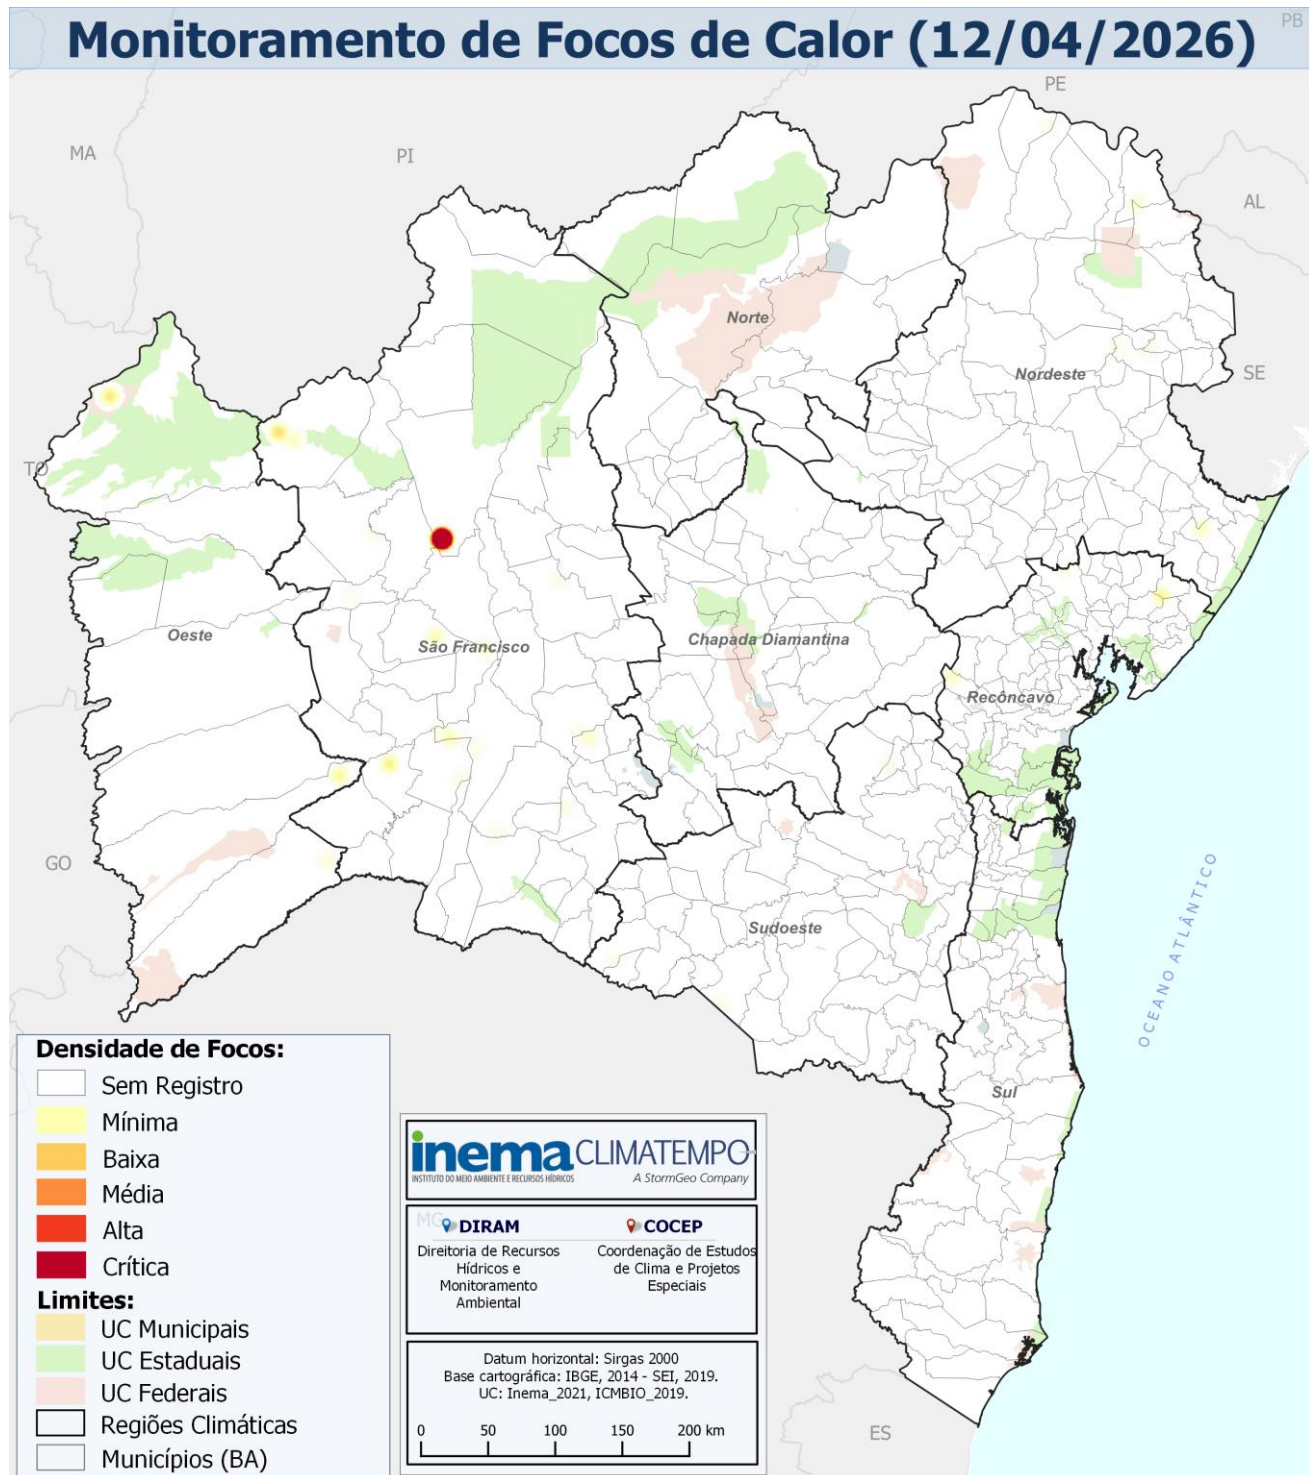 Monitoramento de Focos de Calor (12/04/2026)
PB
PE
MA
PI
AL
Norte
Nordeste
SE
TO
Oeste
São Francisco
Chapada Diamantina
Recôncavo
GO
OCEANO ATLÂNTICO
Sudoeste
Sul
Densidade de Focos:
Sem Registro
Mínima
Baixa
Média
Alta
Crítica
Limites:
UC Municipais
UC Estaduais
UC Federais
Regiões Climáticas
Municípios (BA)
inema
INSTITUTO DO MEIO AMBIENTE E RECURSOS HÍDRICOS
CLIMATEMPO
A StormGeo Company
MG
DIRAM
Diretoria de Recursos
Hídricos e
Monitoramento
Ambiental
COCEP
Coordenação de Estudos
de Clima e Projetos
Especiais
Datum horizontal: Sirgas 2000
Base cartográfica: IBGE, 2014 - SEI, 2019.
UC: Inema_2021, ICMBIO_2019.
0 50 100 150 200 km
ES